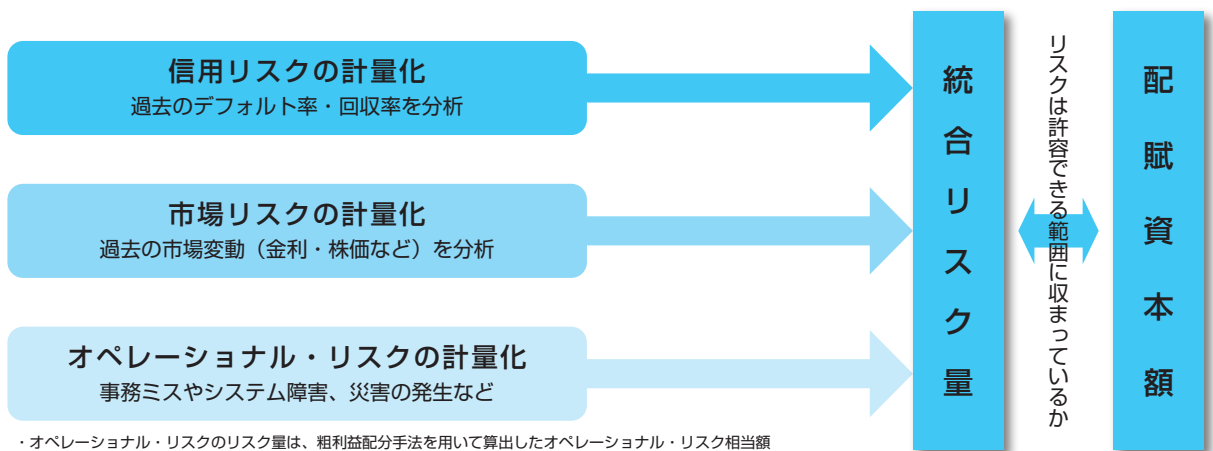 信用リスクの計量化
過去のデフォルト率・回収率を分析
市場リスクの計量化
過去の市場変動（金利・株価など）を分析
オペレーショナル・リスクの計量化
事務ミスやシステム障害、災害の発生など
・オペレーショナル・リスクのリスク量は、粗利益配分手法を用いて算出したオペレーショナル・リスク相当額
統合リスク量
リスクは許容できる範囲に収まっているか
配賦資本額